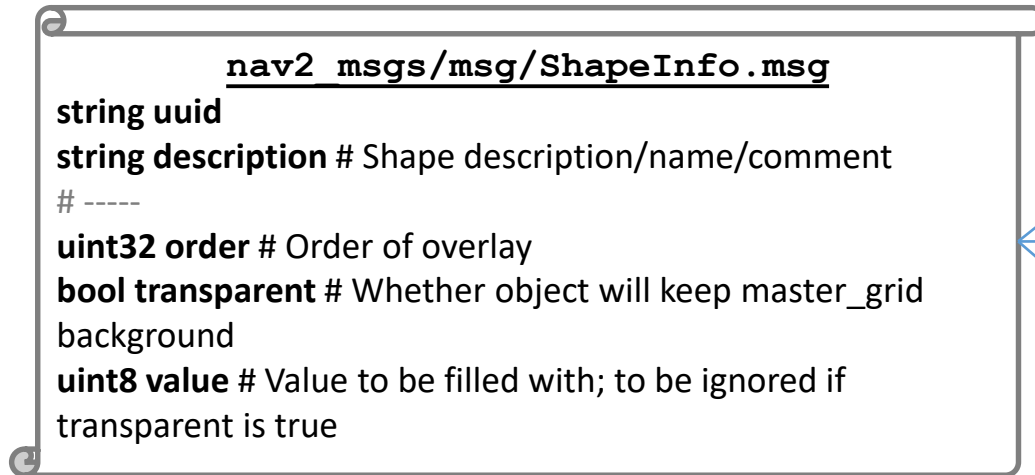 nav2_msgs/msg/ShapeInfo.msg
string uuid
string description # Shape description/name/comment
# -----
uint32 order # Order of overlay
bool transparent # Whether object will keep master_grid
background
uint8 value # Value to be filled with; to be ignored if
transparent is true